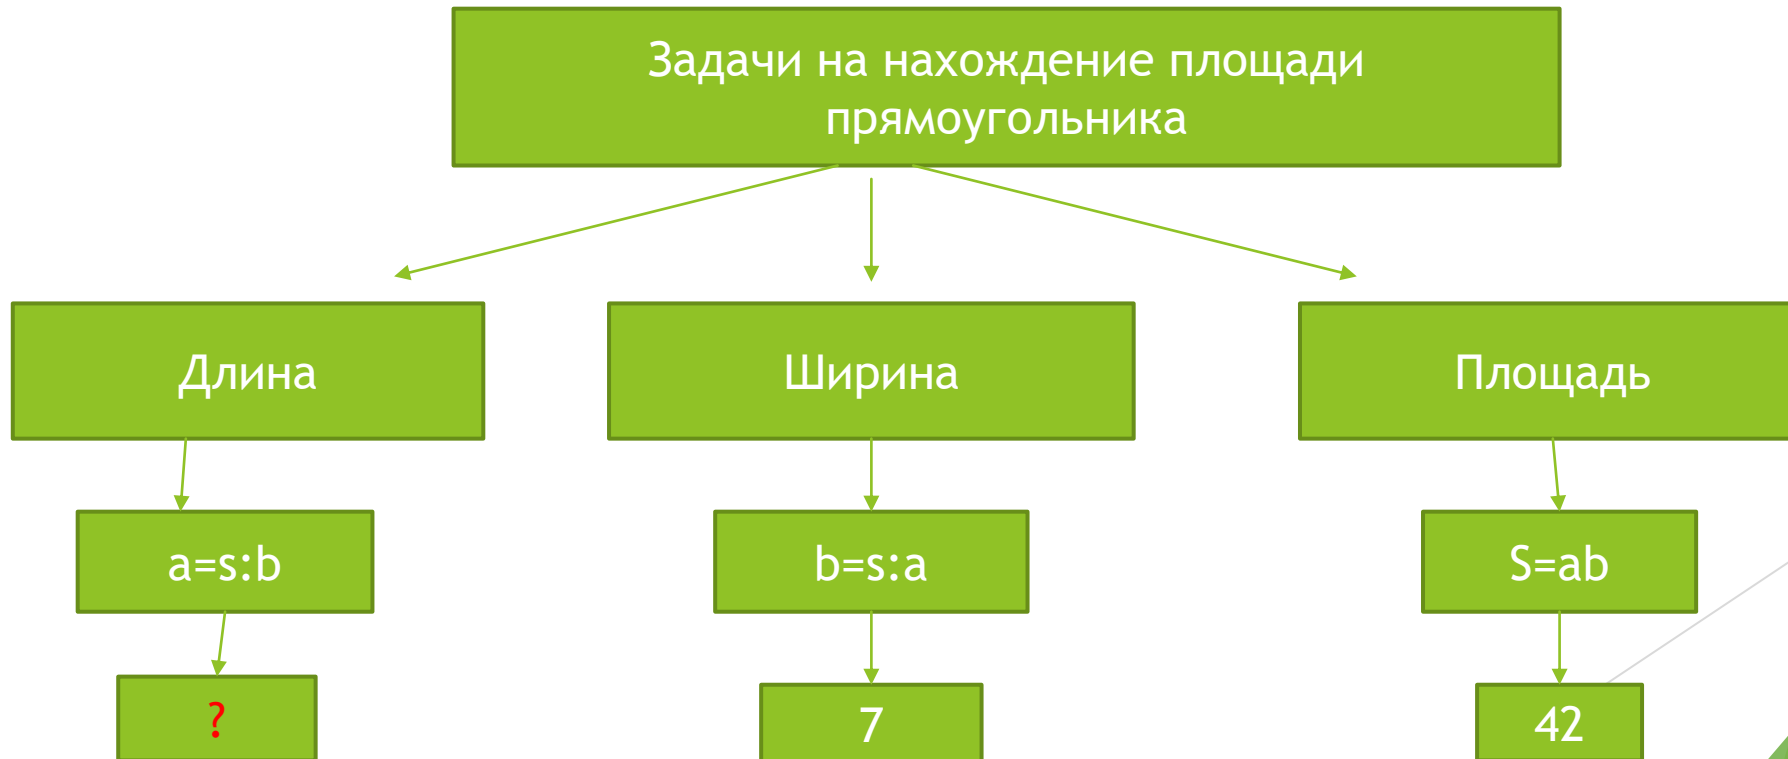 Задачи на нахождение площади
прямоугольника
Длина
Ширина
Площадь
a=s:b
b=s:a
S=ab
?
7
42